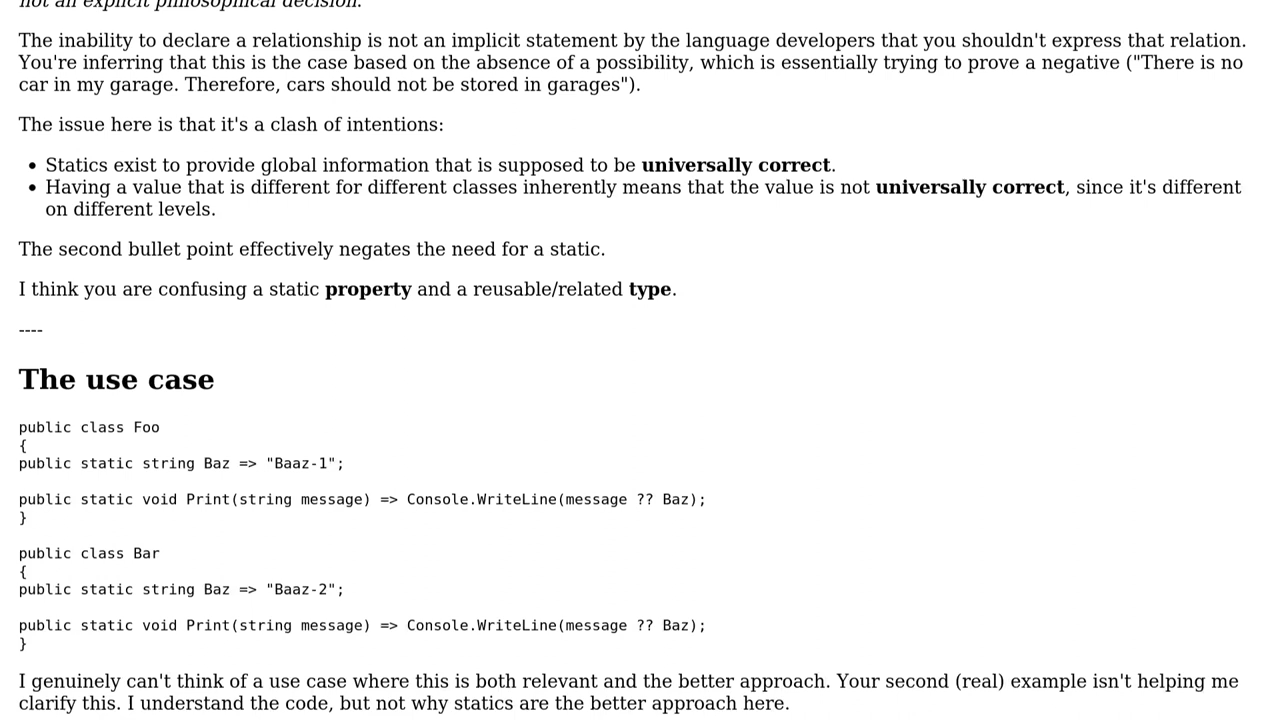 not an explicit philosophical decision.
The inability to declare a relationship is not an implicit statement by the language developers that you shouldn't express that relation.
You're inferring that this is the case based on the absence of a possibility, which is essentially trying to prove a negative ("There is no
car in my garage. Therefore, cars should not be stored in garages").
The issue here is that it's a clash of intentions:
• Statics exist to provide global information that is supposed to be universally correct.
• Having a value that is different for different classes inherently means that the value is not universally correct, since it's different
on different levels.
The second bullet point effectively negates the need for a static.
I think you are confusing a static property and a reusable/related type.
----
The use case
public class Foo
{
public static string Baz => "Baaz-1";
public static void Print(string message) => Console.WriteLine(message ?? Baz);
}
public class Bar
{
public static string Baz => "Baaz-2";
public static void Print(string message) => Console.WriteLine(message ?? Baz);
}
I genuinely can't think of a use case where this is both relevant and the better approach. Your second (real) example isn't helping me
clarify this. I understand the code, but not why statics are the better approach here.